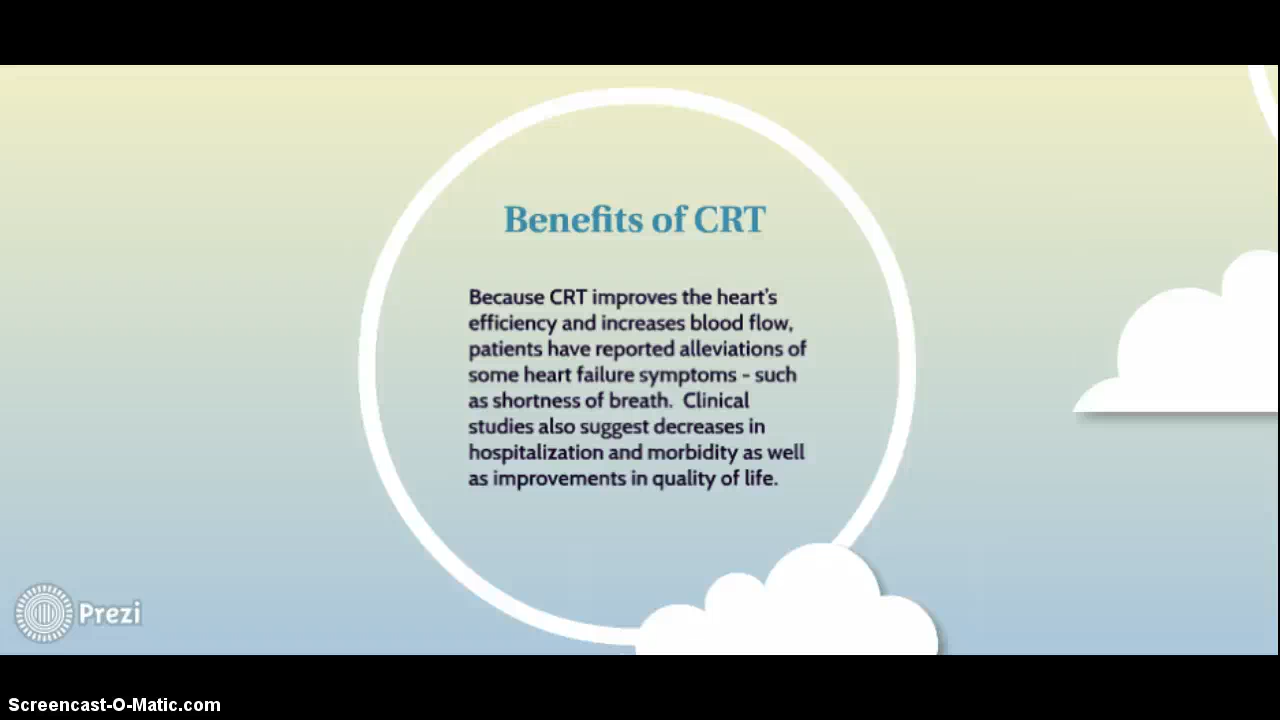 Benefits of CRT
Because CRT improves the heart's
efficiency and increases blood flow,
patients have reported alleviations of
some heart failure symptoms - such
as shortness of breath.  Clinical
studies also suggest decreases in
hospitalization and morbidity as well
as improvements in quality of life.
Prezi
Screencast-O-Matic.com